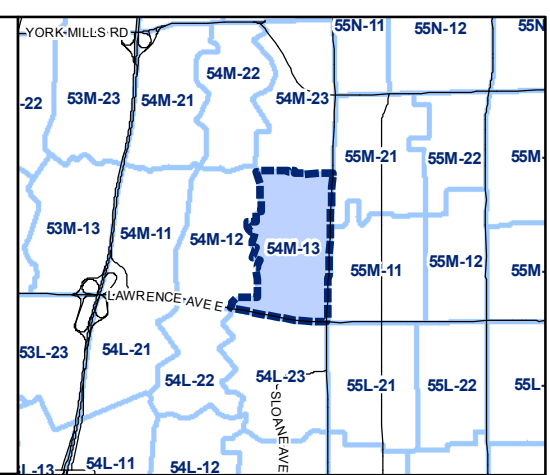 55N-11
55N-12
55N
YORK MILLS RD
54M-22
-22
53M-23
54M-21
54M-23
55M-21
55M-22
55M-
53M-13
54M-11
54M-12
54M-13
55M-11
55M-12
55M-
LAWRENCE AVE E
53L-23
54L-21
54L-22
54L-23
55L-21
55L-22
55L-
SLOANE AVE
L-13
54L-11
54L-12